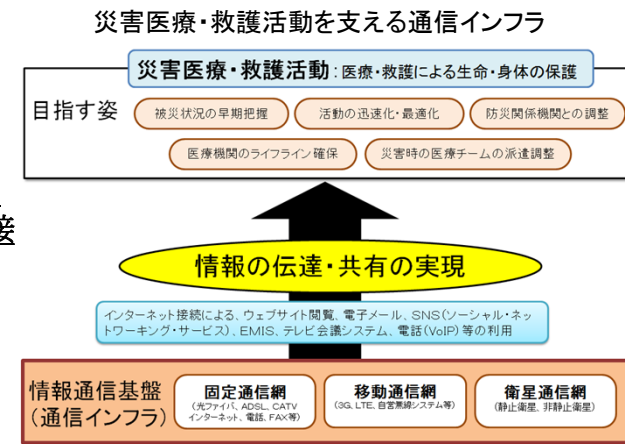 災害医療・救護活動を支える通信インフラ
災害医療・救護活動：医療・救護による生命・身体の保護
目指す姿
被災状況の早期把握
活動の迅速化・最適化
防災関係機関との調整
医療機関のライフライン確保
災害時の医療チームの派遣調整
接
情報の伝達・共有の実現
インターネット接続による、ウェブサイト閲覧、電子メール、SNS(ソーシャル・ネッ
トワーキング・サービス)、EMIS、テレビ会議システム、電話(VoIP) 等の利用
情報通信基盤
(通信インフラ)
固定通信網
(光ファイバ、ADSL、CATV
インターネット、電話、FAX等)
移動通信網
(3G、LTE、自営無線システム等)
衛星通信網
(静止衛星、非静止衛星)